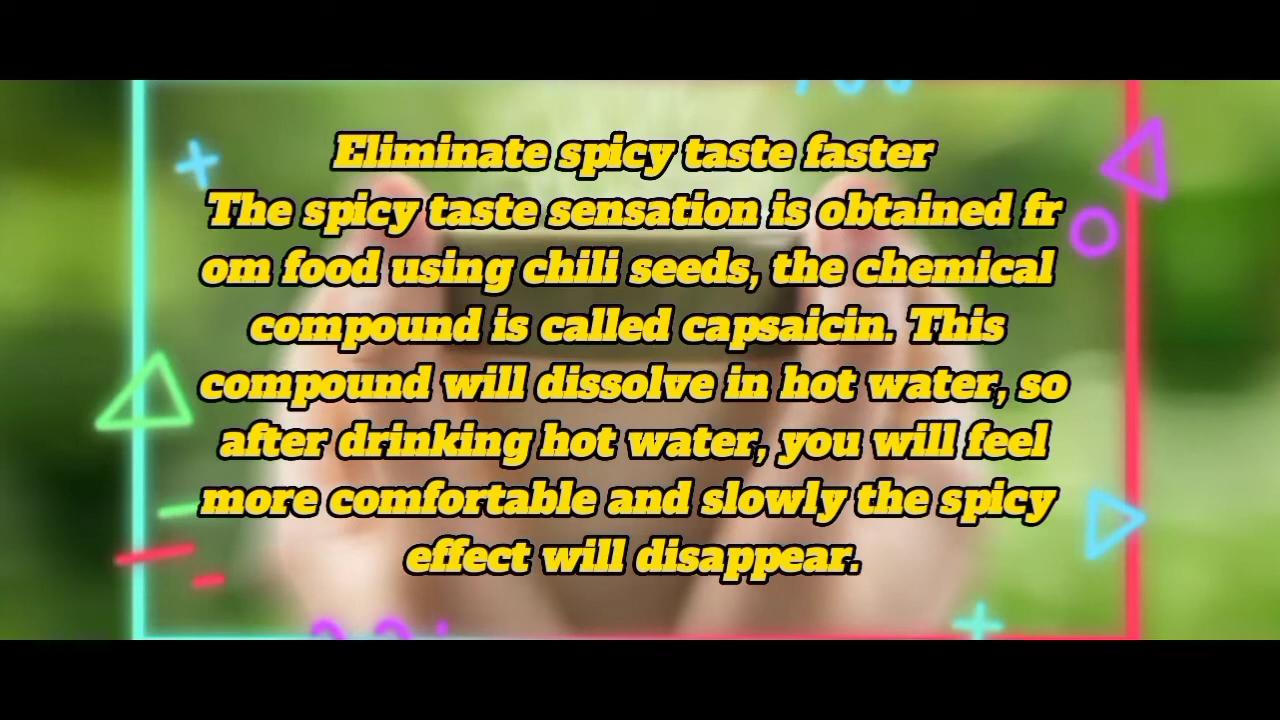 Eliminate spicy taste faster
The spicy taste sensation is obtained fr
om food using chili seeds, the chemical
compound is called capsaicin. This
compound will dissolve in hot water, so
after drinking hot water, you will feel
more comfortable and slowly the spicy
effect will disappear.